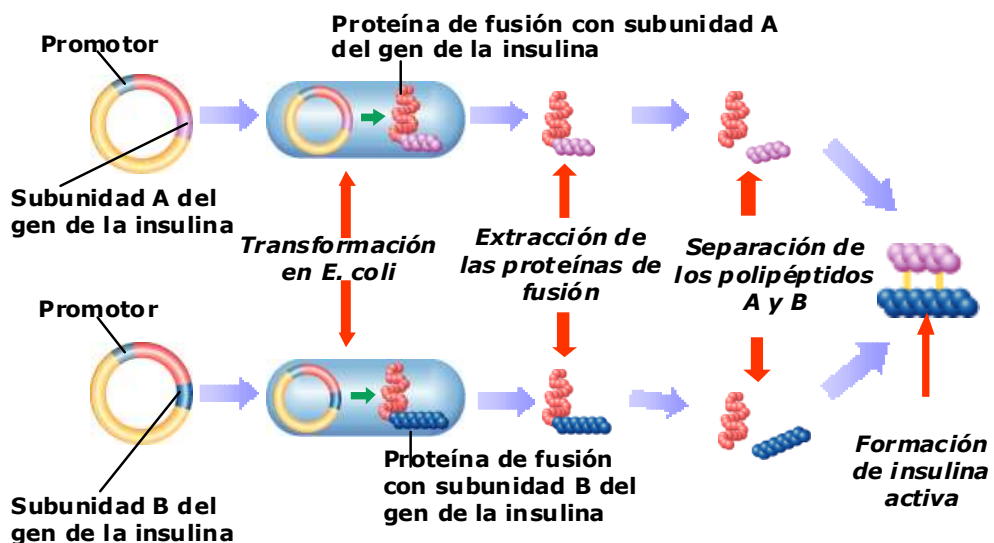 Proteína de fusión con subunidad A
del gen de la insulina
Promotor
Subunidad A del
gen de la insulina
Transformación
en E. coli
Extracción de
las proteínas de
fusión
Separación de
los polipéptidos
A y B
Promotor
Subunidad B del
gen de la insulina
Proteína de fusión
con subunidad B del
gen de la insulina
Formación
de insulina
activa